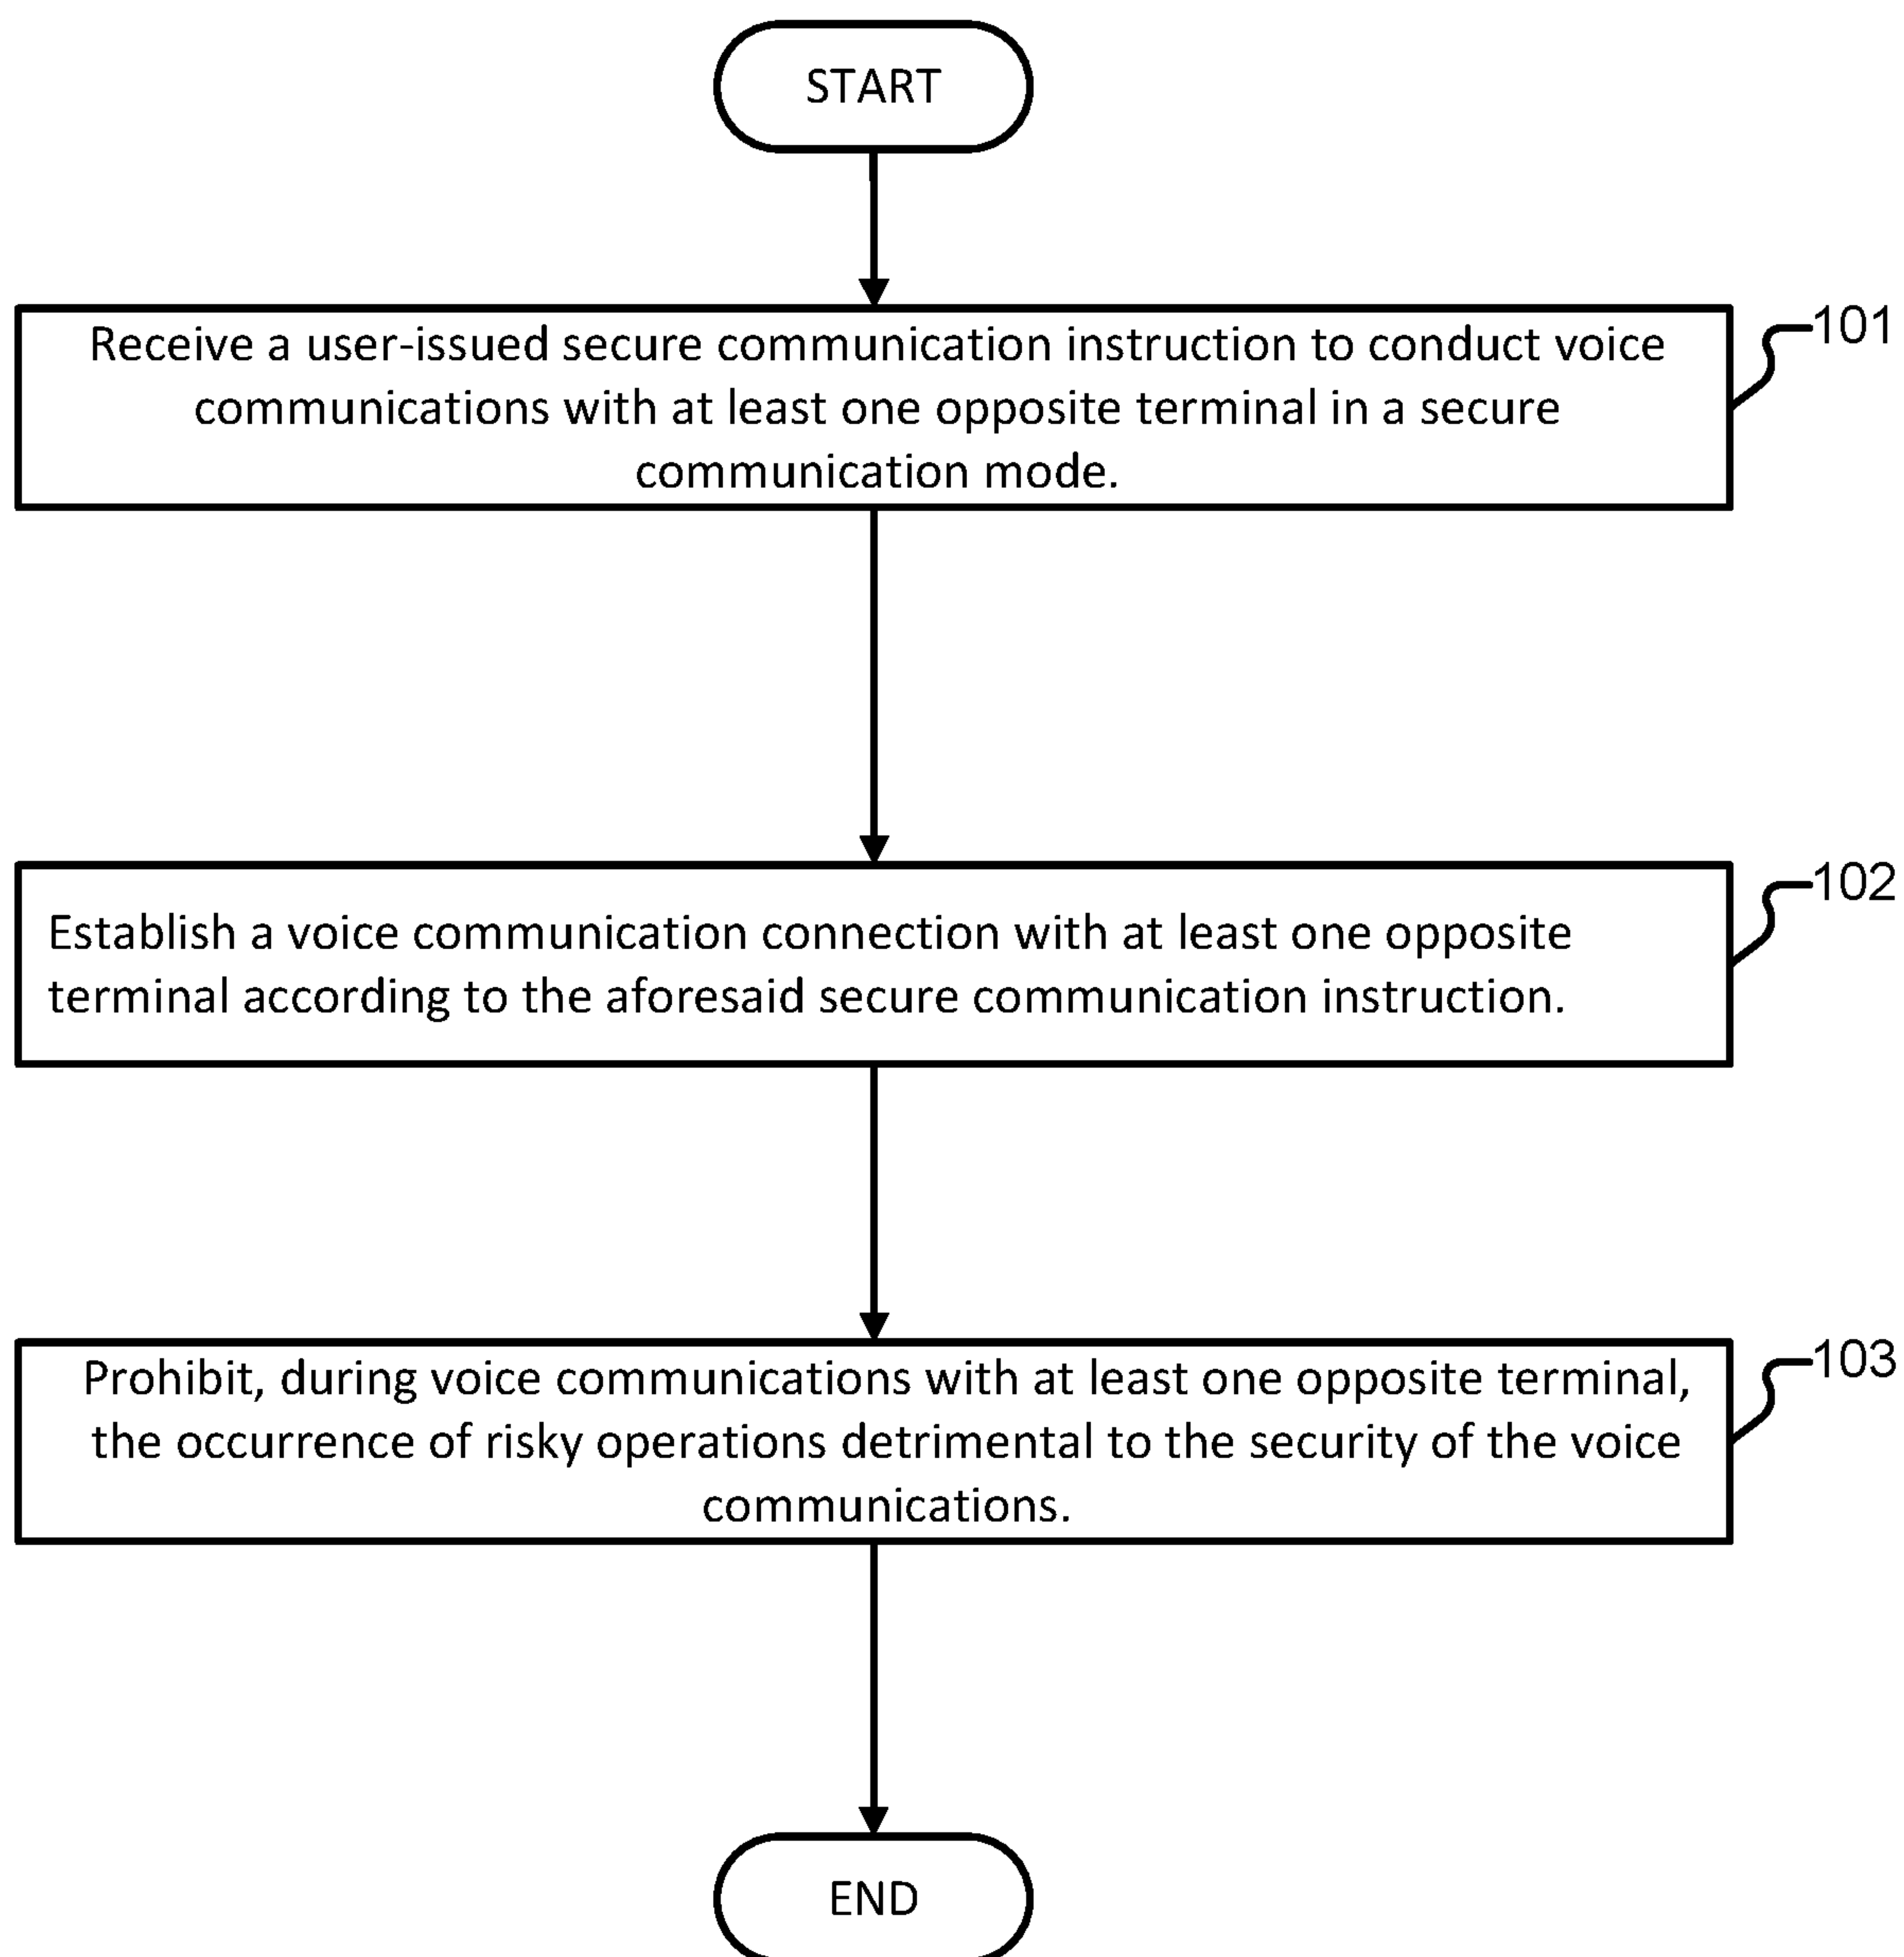 START
Receive a user-issued secure communication instruction to conduct voice
communications with at least one opposite terminal in a secure
communication mode.
101
Establish a voice communication connection with at least one opposite
terminal according to the aforesaid secure communication instruction.
102
Prohibit, during voice communications with at least one opposite terminal,
the occurrence of risky operations detrimental to the security of the voice
communications.
103
END